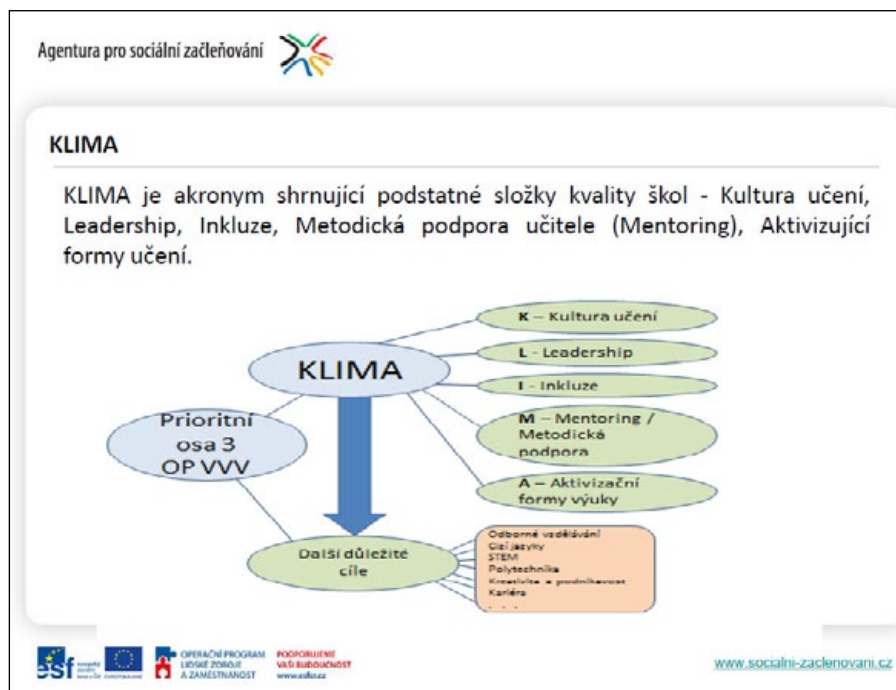 Agentura pro sociální začleňování
KLIMA
KLIMA je akronym shrnující podstatné složky kvality škol - Kultura učení,
Leadership, Inkluze, Metodická podpora učitele (Mentoring), Aktivizující
formy učení.
K – Kultura učení
KLIMA
L - Leadership
I - Inkluze
M – Mentoring /
Metodická
podpora
Prioritní
osa 3
OP VVV
A – Aktivizační
formy výuky
Další důležité
cíle
Odborné vzdělávání
Cizí jazyky
STEM
Polytechnika
Kreativita a podnikavost
Kariéra
esf
OPERAČNÍ PROGRAM
LIDSKÉ ZDROJE
A ZAMĚSTNANOST
PODPORUJEME
VAŠI BUDOUCNOST
www.esfcr.cz
www.socialni-zaclenovani.cz